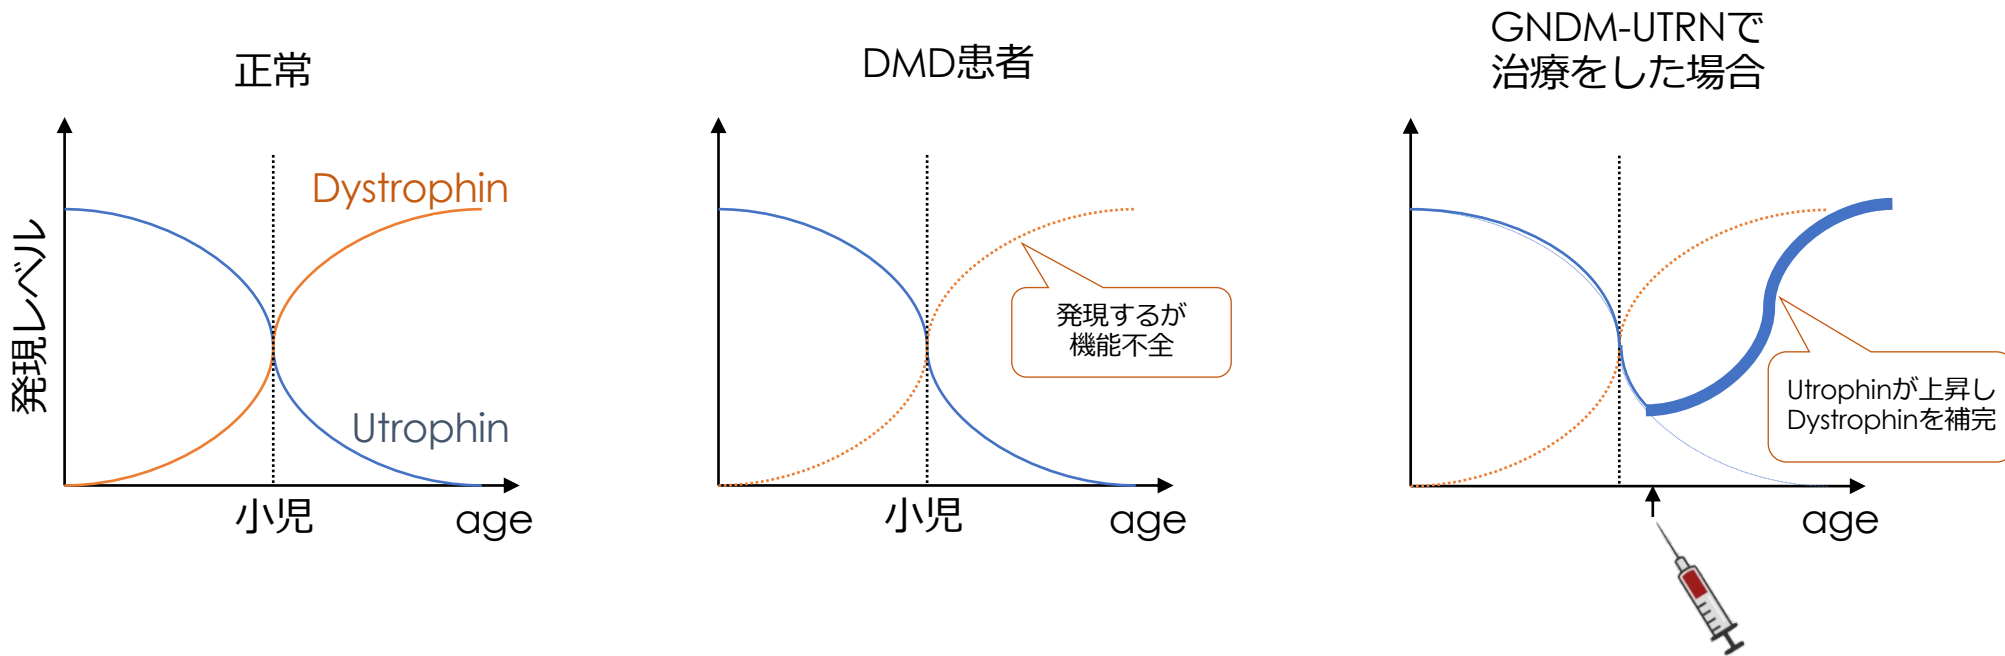 正常
発現レベル
Dystrophin
Utrophin
小児
age
DMD患者
発現するが
機能不全
小児
age
GNDM-UTRNで
治療をした場合
Utrophinが上昇し
Dystrophinを補完
age